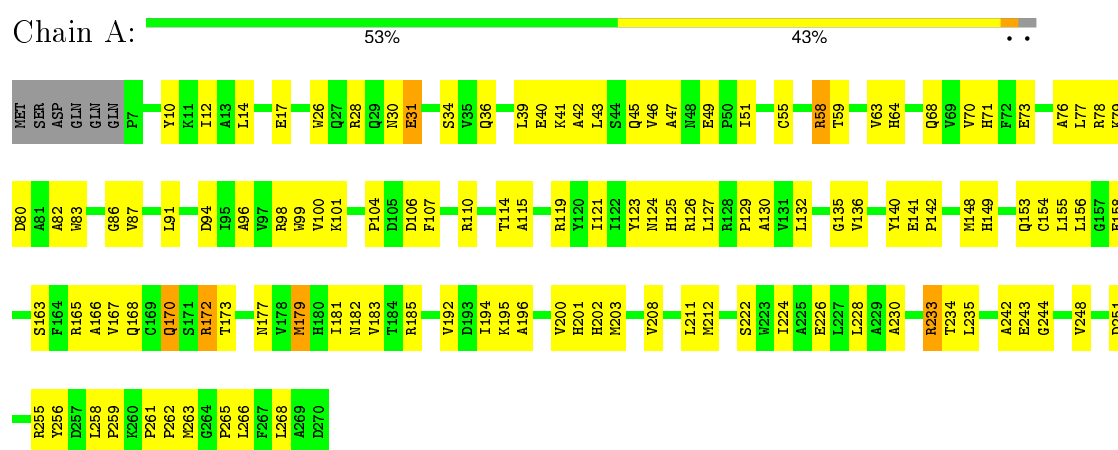 Chain A:
53% 43% • •
MET SER ASP GLN GLN GLN P7 Y10 K11 I12 A13 L14 E17 W26 Q27 R28 Q29 N30 E31 S34 V35 Q36 L39 E40 K41 A42 L43 S44 Q45 V46 A47 N48 E49 P50 I51 C55 R58 T59 V63 H64 Q68 V69 V70 H71 F72 E73 A76 L77 R78 K79
D80 A81 A82 W83 G86 V87 L91 D94 I95 A96 V97 R98 W99 V100 K101 P104 D105 D106 F107 R110 T114 A115 R119 Y120 I121 I122 Y123 N124 H125 R126 L127 R128 P129 A130 V131 L132 G135 V136 Y140 E141 P142 M148 H149 Q153 C154 L155 L156 G157 E158
S163 F164 R165 A166 V167 Q168 C169 Q170 S171 R172 T173 N177 V178 M179 H180 I181 N182 V183 T184 R185 V192 D193 I194 K195 A196 V200 H201 H202 M203 V208 L211 M212 S222 W223 I224 A225 E226 L227 L228 A229 A230 R233 T234 L235 A242 E243 G244 V248
R255 Y256 D257 L258 P259 K260 P261 P262 M263 G264 P265 L266 F267 L268 A269 D270